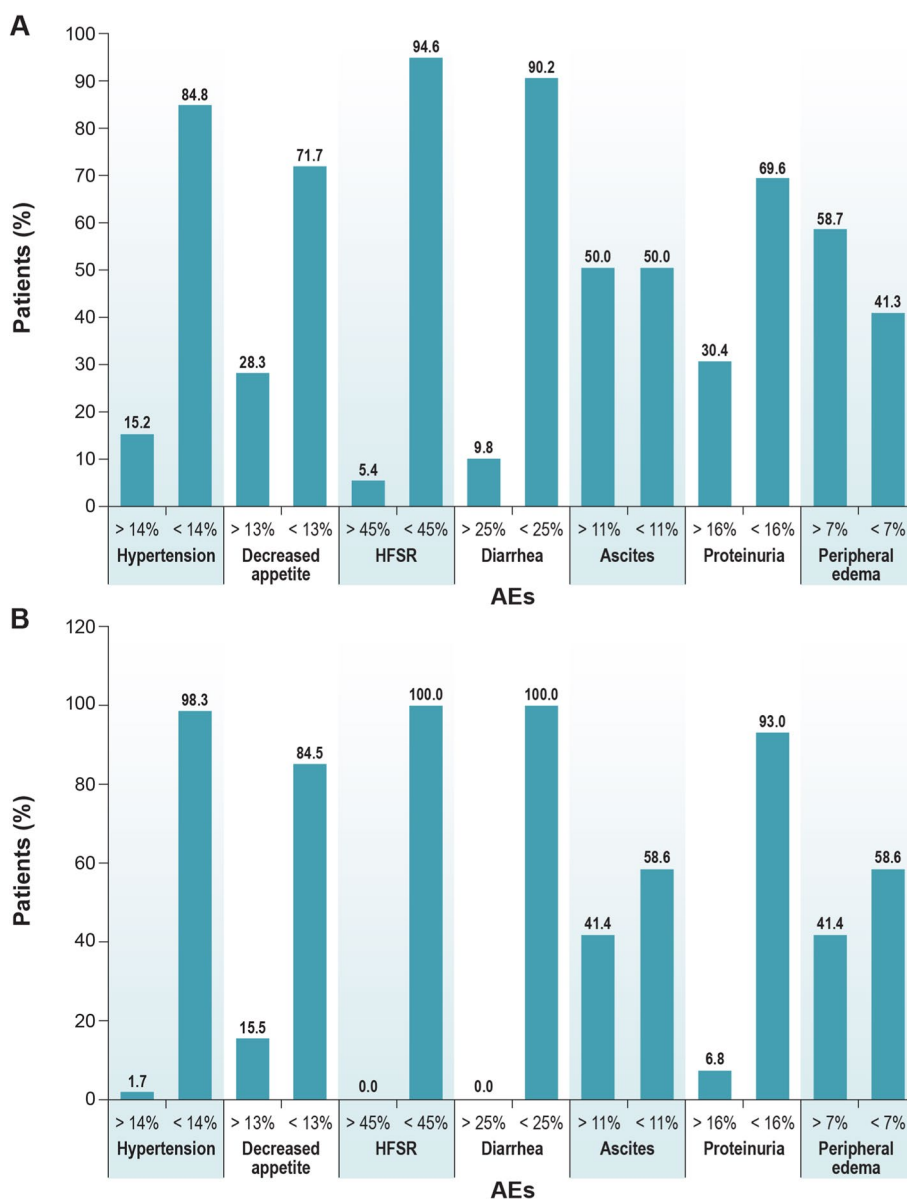 A
100
90
80
70
60
50
40
30
20
10
0
Patients (%)
15.2
84.8
28.3
71.7
5.4
94.6
9.8
90.2
50.0
50.0
30.4
69.6
58.7
41.3
> 14% < 14% > 13% < 13% > 45% < 45% > 25% < 25% > 11% < 11% > 16% < 16% > 7% < 7%
Hypertension
Decreased
appetite
HFSR
Diarrhea
Ascites
Proteinuria
Peripheral
edema
AEs
B
120
100
80
60
40
20
0
Patients (%)
1.7
98.3
15.5
84.5
0.0
100.0
0.0
100.0
41.4
58.6
6.8
93.0
41.4
58.6
> 14% < 14% > 13% < 13% > 45% < 45% > 25% < 25% > 11% < 11% > 16% < 16% > 7% < 7%
Hypertension
Decreased
appetite
HFSR
Diarrhea
Ascites
Proteinuria
Peripheral
edema
AEs